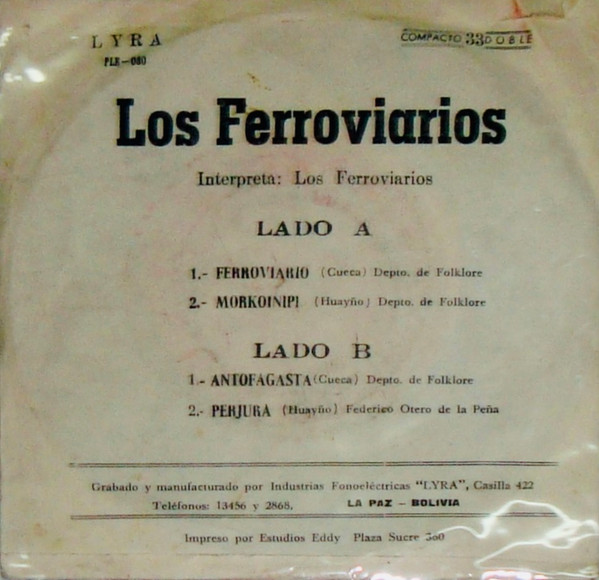 LYRA
COMPACTO 33 DOBLE
PLE-080
Los Ferroviarios
Interpreta: Los Ferroviarios
LADO A
1.- FERROVIARIO (Cueca) Depto. de Folklore
2.- MORKOINIPI (Huayño) Depto. de Folklore
LADO B
1.- ANTOFAGASTA (Cueca) Depto. de Folklore
2.- PERJURA (Huayño) Federico Otero de la Peña
Grabado y manufacturado por Industrias Fonoeléctricas "LYRA", Casilla 422
Teléfonos: 13456 y 2868. LA PAZ - BOLIVIA
Impreso por Estudios Eddy Plaza Sucre